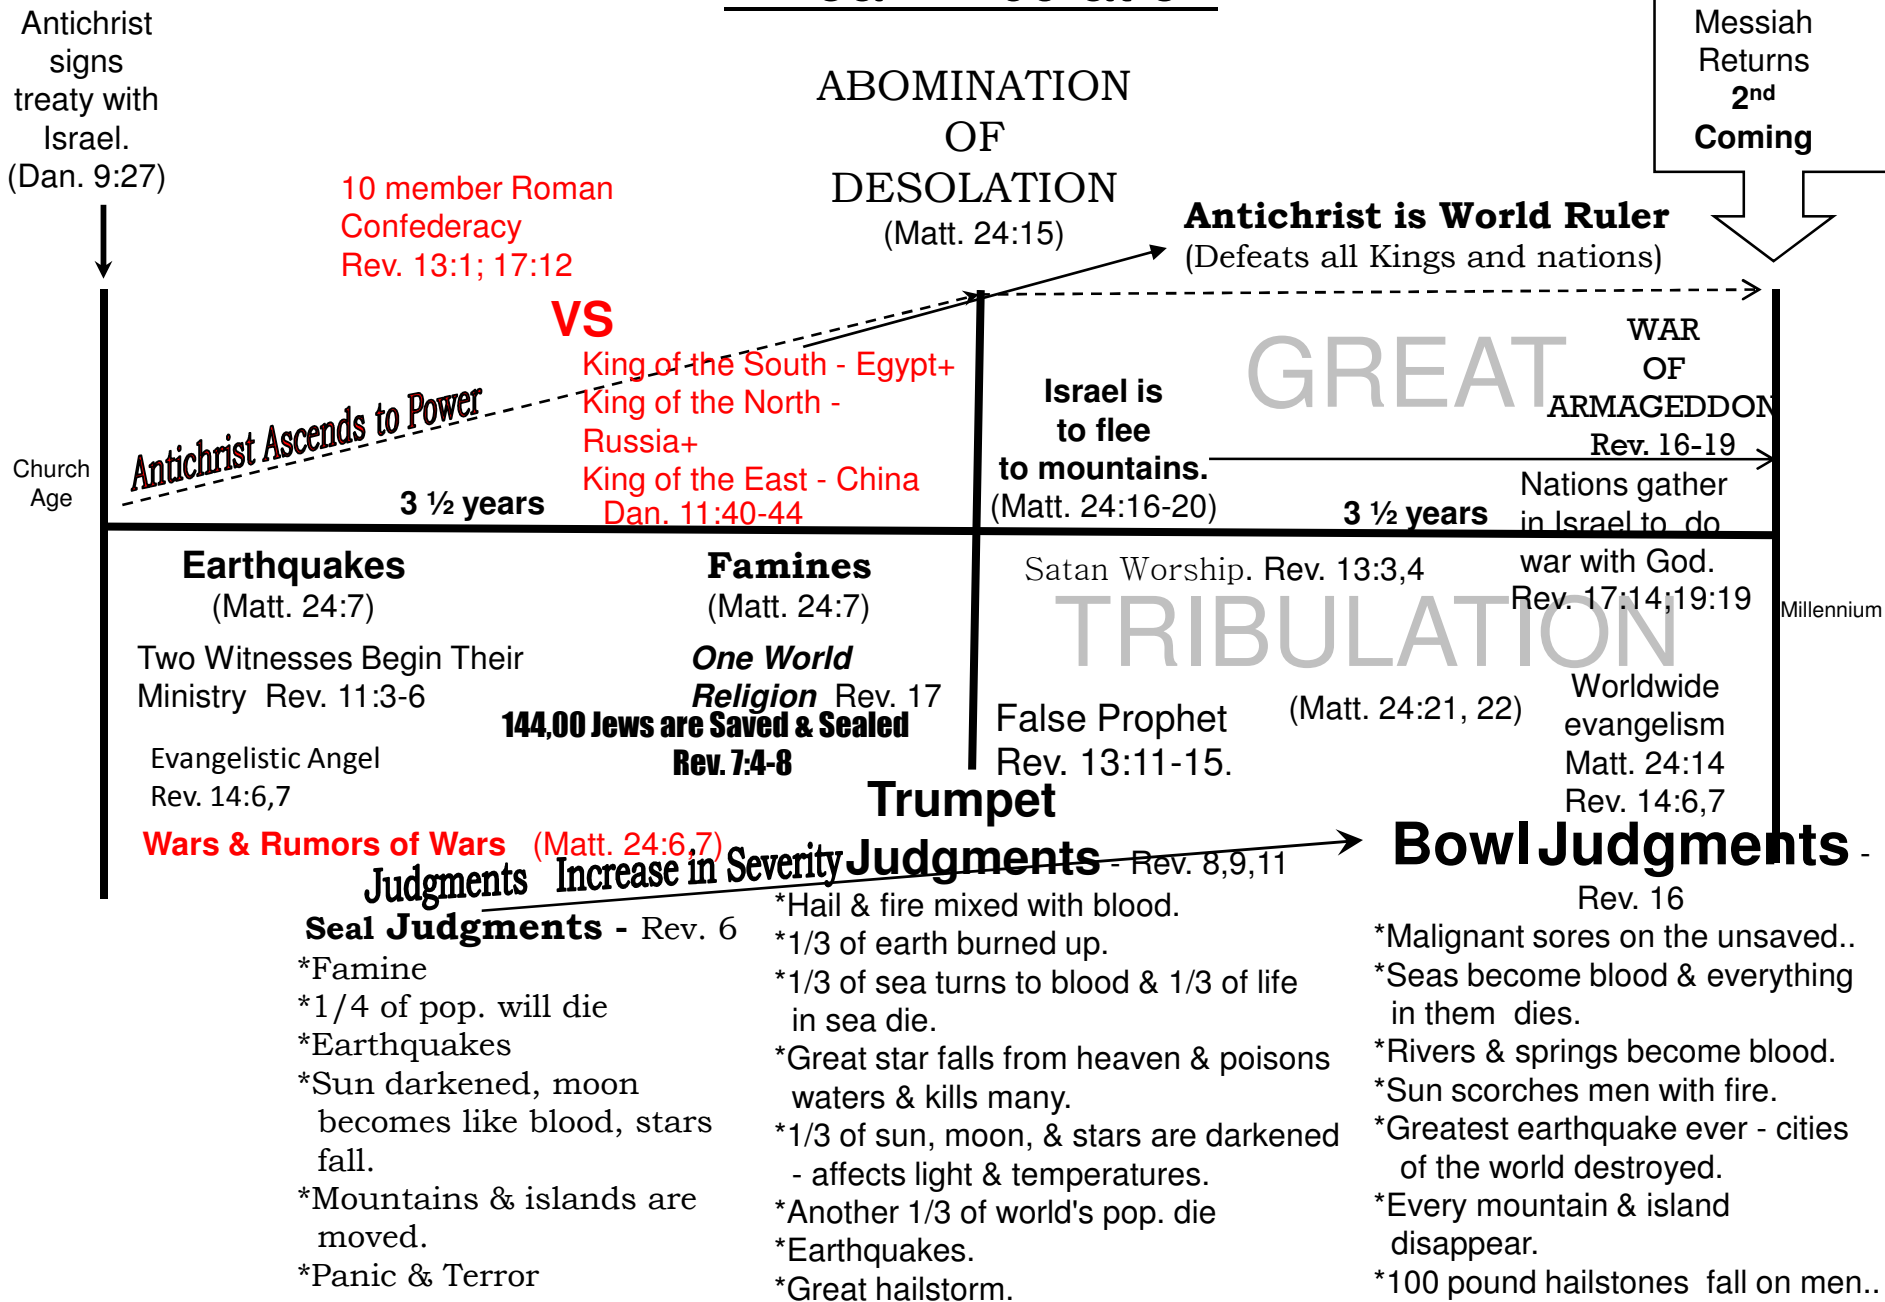 Antichrist
signs
treaty with
Israel.
(Dan. 9:27)
Messiah
Returns
2nd
Coming
ABOMINATION
OF
DESOLATION
(Matt. 24:15)
10 member Roman
Confederacy
Rev. 13:1; 17:12
VS
King of the South - Egypt+
King of the North -
Russia+
King of the East - China
Dan. 11:40-44
Antichrist is World Ruler
(Defeats all Kings and nations)
Antichrist Ascends to Power
Church
Age
3 ½ years
Israel is
to flee
to mountains.
(Matt. 24:16-20)
GREAT
TRIBULATION
WAR
OF
ARMAGEDDON
Rev. 16-19
Nations gather
in Israel to do
war with God.
Rev. 17:14;19:19
3 ½ years
Millennium
Earthquakes
(Matt. 24:7)
Famines
(Matt. 24:7)
Satan Worship. Rev. 13:3,4
Two Witnesses Begin Their
Ministry Rev. 11:3-6
One World
Religion Rev. 17
144,00 Jews are Saved & Sealed
Rev. 7:4-8
False Prophet
Rev. 13:11-15.
(Matt. 24:21, 22)
Worldwide
evangelism
Matt. 24:14
Rev. 14:6,7
Evangelistic Angel
Rev. 14:6,7
Wars & Rumors of Wars (Matt. 24:6,7)
Judgments Increase in Severity
Seal Judgments - Rev. 6
*Famine
*1/4 of pop. will die
*Earthquakes
*Sun darkened, moon
becomes like blood, stars
fall.
*Mountains & islands are
moved.
*Panic & Terror
Trumpet
Judgments - Rev. 8,9,11
*Hail & fire mixed with blood.
*1/3 of earth burned up.
*1/3 of sea turns to blood & 1/3 of life
in sea die.
*Great star falls from heaven & poisons
waters & kills many.
*1/3 of sun, moon, & stars are darkened
- affects light & temperatures.
*Another 1/3 of world's pop. die
*Earthquakes.
*Great hailstorm.
Bowl Judgments -
Rev. 16
*Malignant sores on the unsaved..
*Seas become blood & everything
in them dies.
*Rivers & springs become blood.
*Sun scorches men with fire.
*Greatest earthquake ever - cities
of the world destroyed.
*Every mountain & island
disappear.
*100 pound hailstones fall on men..